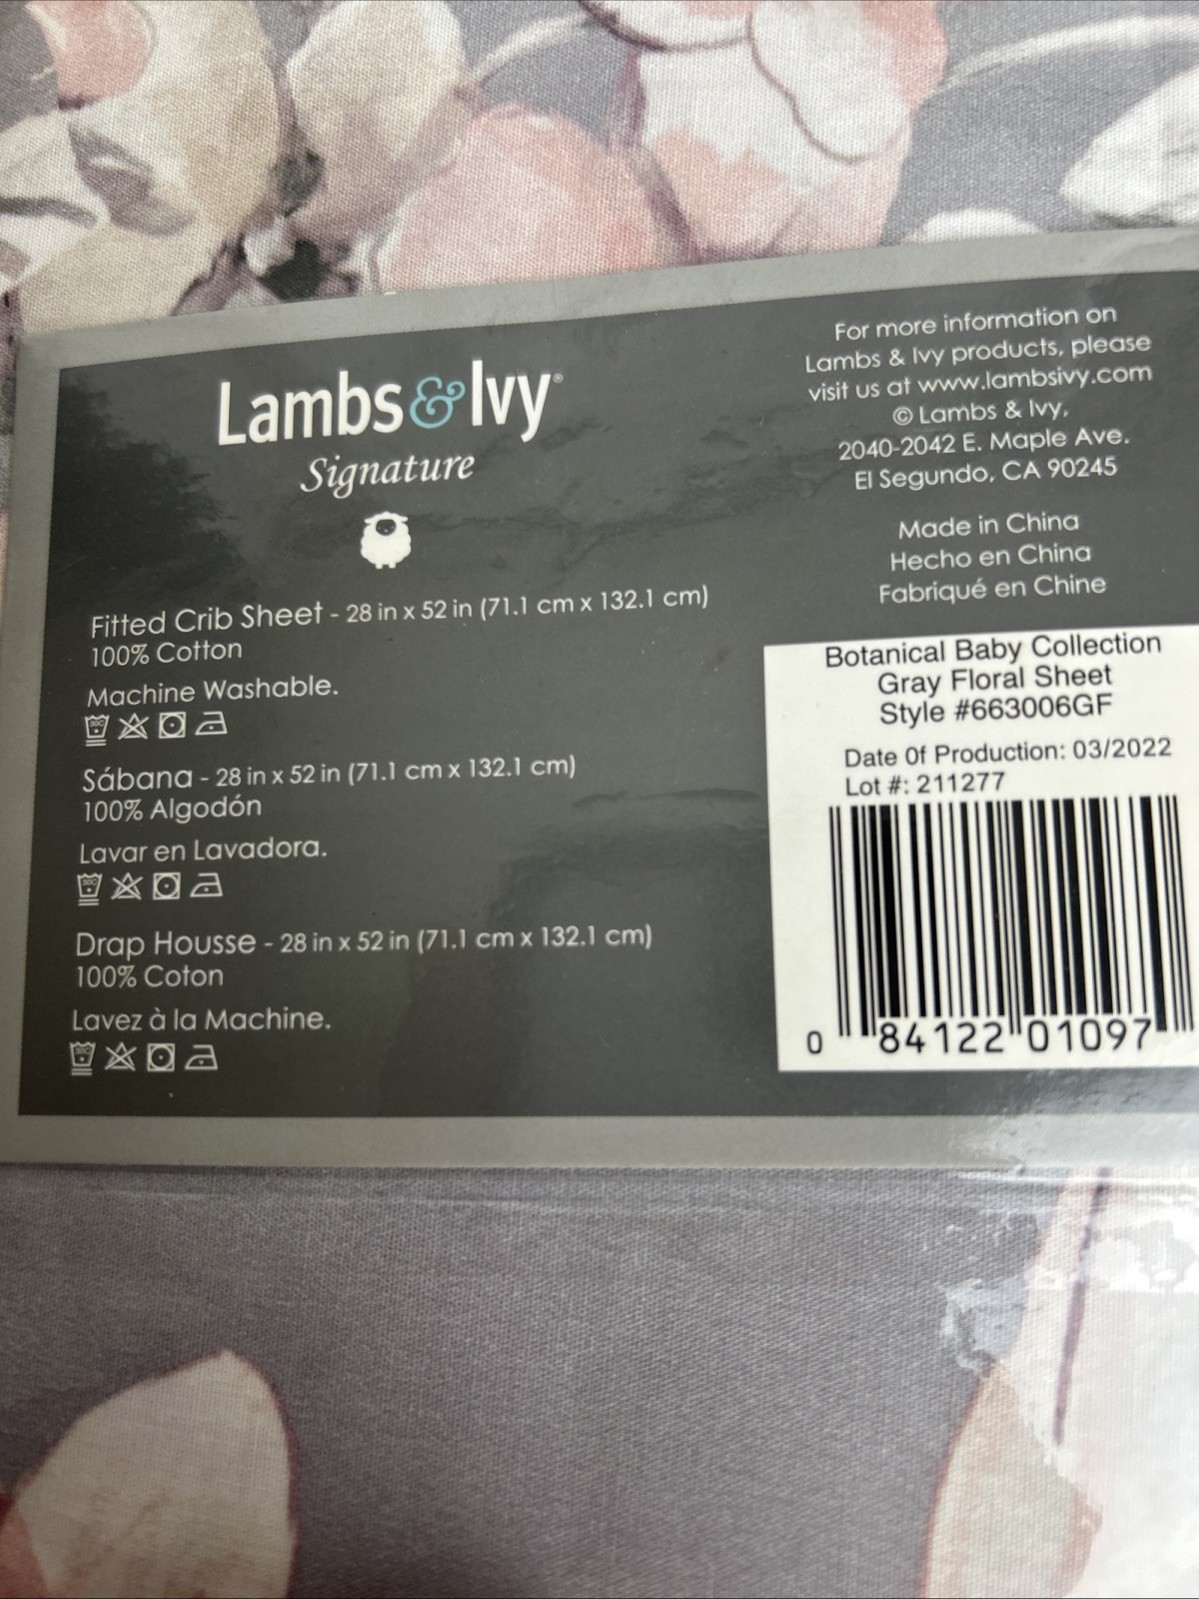 Lambs & Ivy®
Signature
Fitted Crib Sheet - 28 in x 52 in (71.1 cm x 132.1 cm)
100% Cotton
Machine Washable.
Sábana - 28 in x 52 in (71.1 cm x 132.1 cm)
100% Algodón
Lavar en Lavadora.
Drap Housse - 28 in x 52 in (71.1 cm x 132.1 cm)
100% Coton
Lavez à la Machine.
For more information on
Lambs & Ivy products, please
visit us at www.lambsivy.com
© Lambs & Ivy,
2040-2042 E. Maple Ave.
El Segundo, CA 90245
Made in China
Hecho en China
Fabriqué en Chine
Botanical Baby Collection
Gray Floral Sheet
Style #663006GF
Date Of Production: 03/2022
Lot #: 211277
0 84122 01097